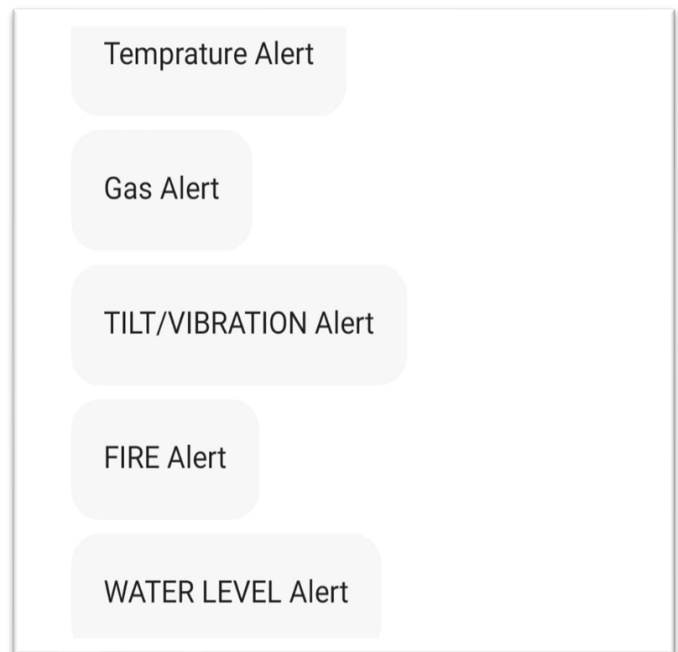 Temprature Alert
Gas Alert
TILT/VIBRATION Alert
FIRE Alert
WATER LEVEL Alert